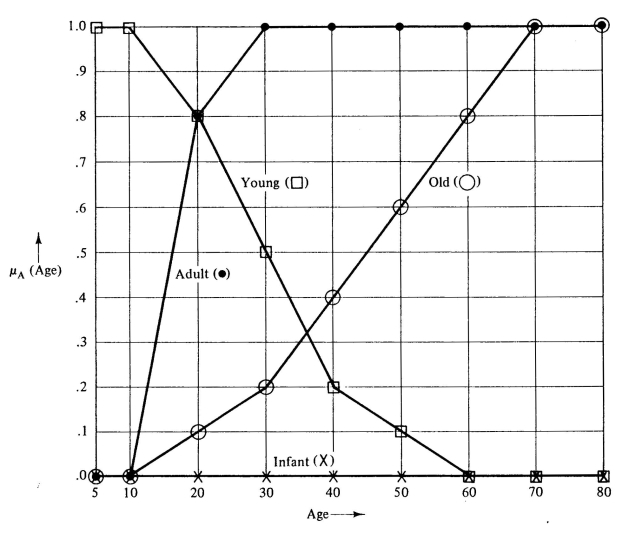 1.0
.9
.8
.7
.6
.5
.4
.3
.2
.1
.0
μA (Age)
Young (□)
Old (○)
Adult (●)
Infant (X)
5 10 20 30 40 50 60 70 80
Age →